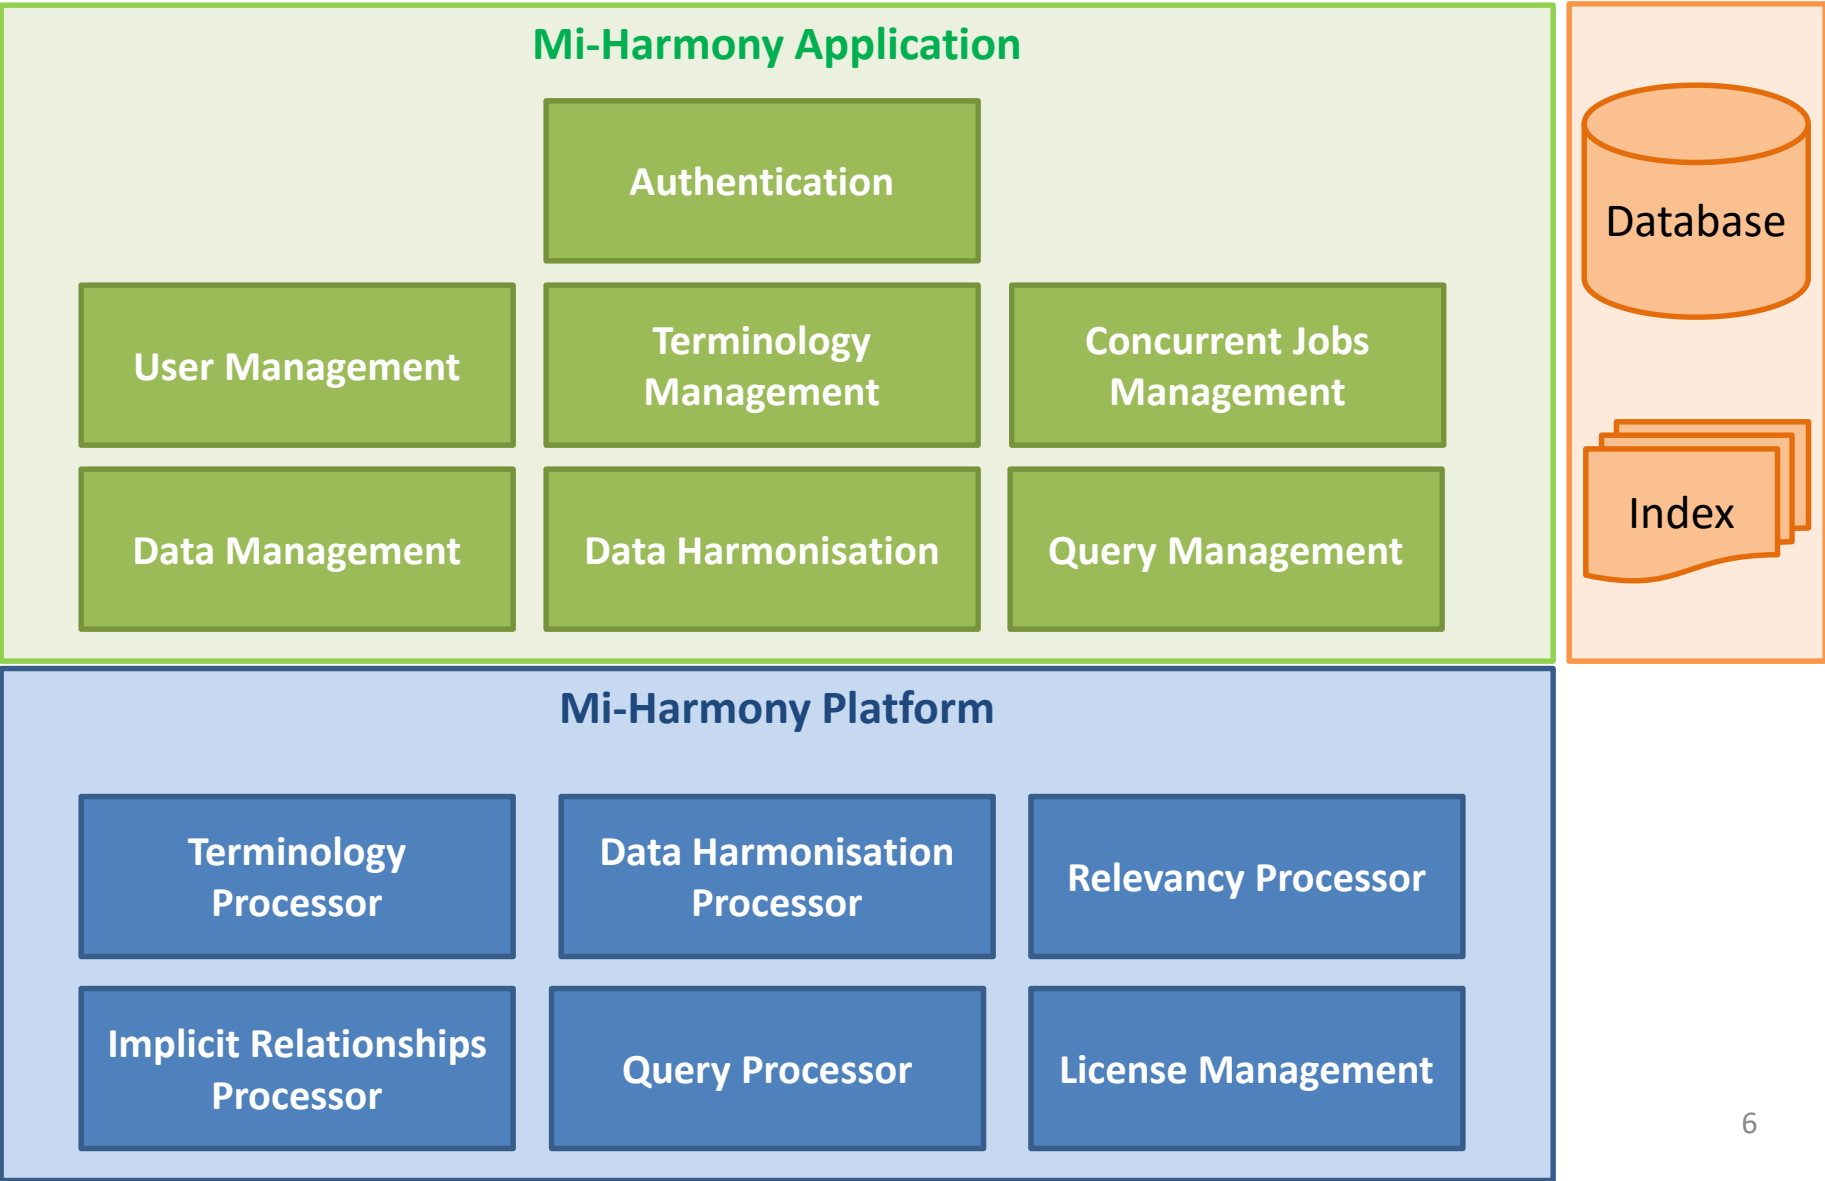 Mi-Harmony Application
Authentication
User Management
Terminology
Management
Concurrent Jobs
Management
Data Management
Data Harmonisation
Query Management
Database
Index
Mi-Harmony Platform
Terminology
Processor
Data Harmonisation
Processor
Relevancy Processor
Implicit Relationships
Processor
Query Processor
License Management
6